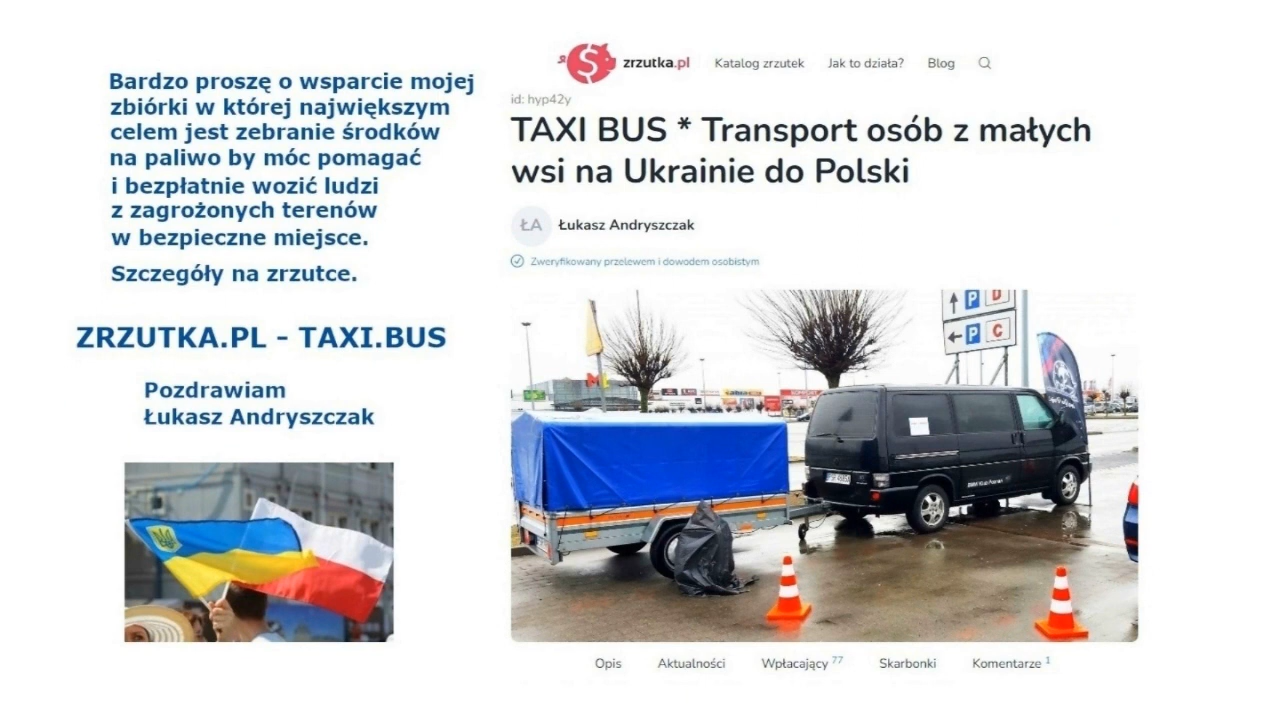 Bardzo proszę o wsparcie mojej
zbiórki w której największym
celem jest zebranie środków
na paliwo by móc pomagać
i bezpłatnie wozić ludzi
z zagrożonych terenów
w bezpieczne miejsce.
Szczegóły na zrzutce.
ZRZUTKA.PL - TAXI.BUS
Pozdrawiam
Łukasz Andryszczak
zrzutka.pl Katalog zrzutek Jak to działa? Blog
id: hyp42y
TAXI BUS * Transport osób z małych
wsi na Ukrainie do Polski
ŁA Łukasz Andryszczak
Zweryfikowany przelewem i dowodem osobistym
P D
P C
BMW Klub Poznań
Opis Aktualności Wpłacający 77 Skarbonki Komentarze 1